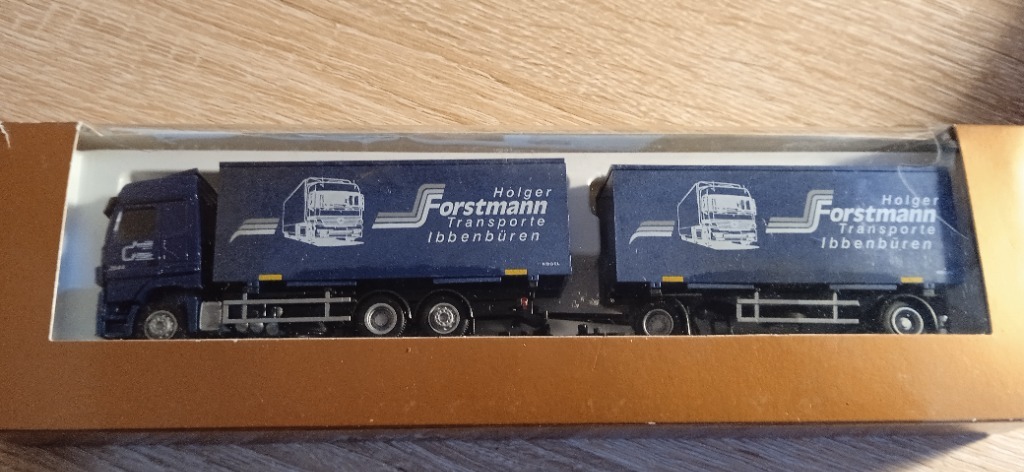 Holger
Forstmann
Transporte
Ibbenbüren
Holger
Forstmann
Transporte
Ibbenbüren